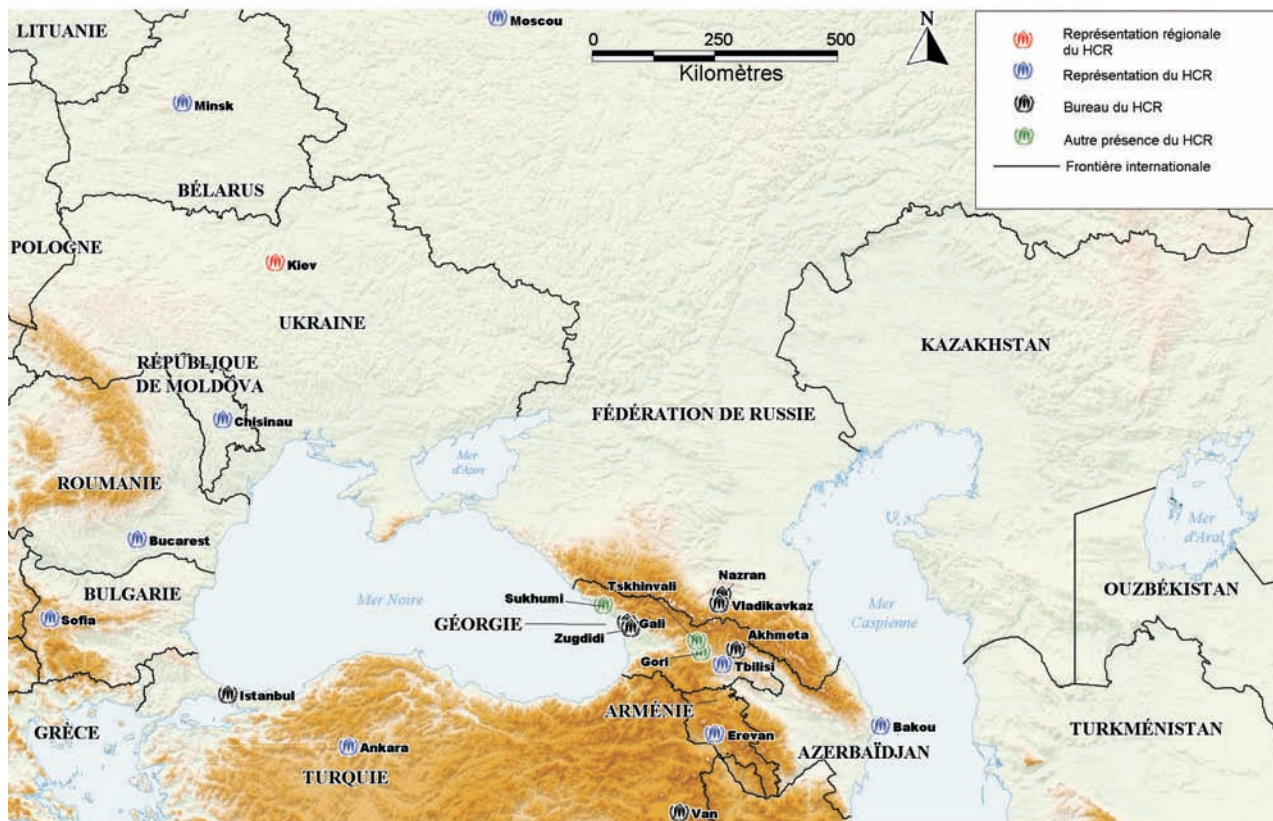 LITUANIE
Moscou
0 250 500
Kilomètres
N
Représentation régionale
du HCR
Représentation du HCR
Bureau du HCR
Autre présence du HCR
Frontière internationale
Minsk
BÉLARUS
POLOGNE
Kiev
UKRAINE
KAZAKHSTAN
RÉPUBLIQUE
DE MOLDOVA
Chisinau
FÉDÉRATION DE RUSSIE
Mer
d'Azov
ROUMANIE
Bucarest
Mer
d'Aral
BULGARIE
Sofia
Mer Noire
Tskhinvali
Nazran
Sukhumi
Vladikavkaz
OUZBÉKISTAN
Mer
Caspienne
GÉORGIE
Gali
Zugdidi
Akhmeta
Gori
Tbilisi
Istanbul
ARMÉNIE
GRÈCE
Erevan
Bakou
TURKMÉNISTAN
Ankara
AZERBAÏDJAN
TURQUIE
Van